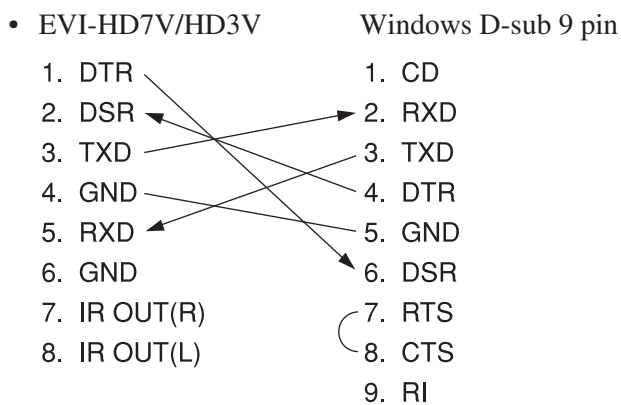 • EVI-HD7V/HD3V Windows D-sub 9 pin
1. DTR 1. CD
2. DSR 2. RXD
3. TXD 3. TXD
4. GND 4. DTR
5. RXD 5. GND
6. GND 6. DSR
7. IR OUT(R) 7. RTS
8. IR OUT(L) 8. CTS
9. RI